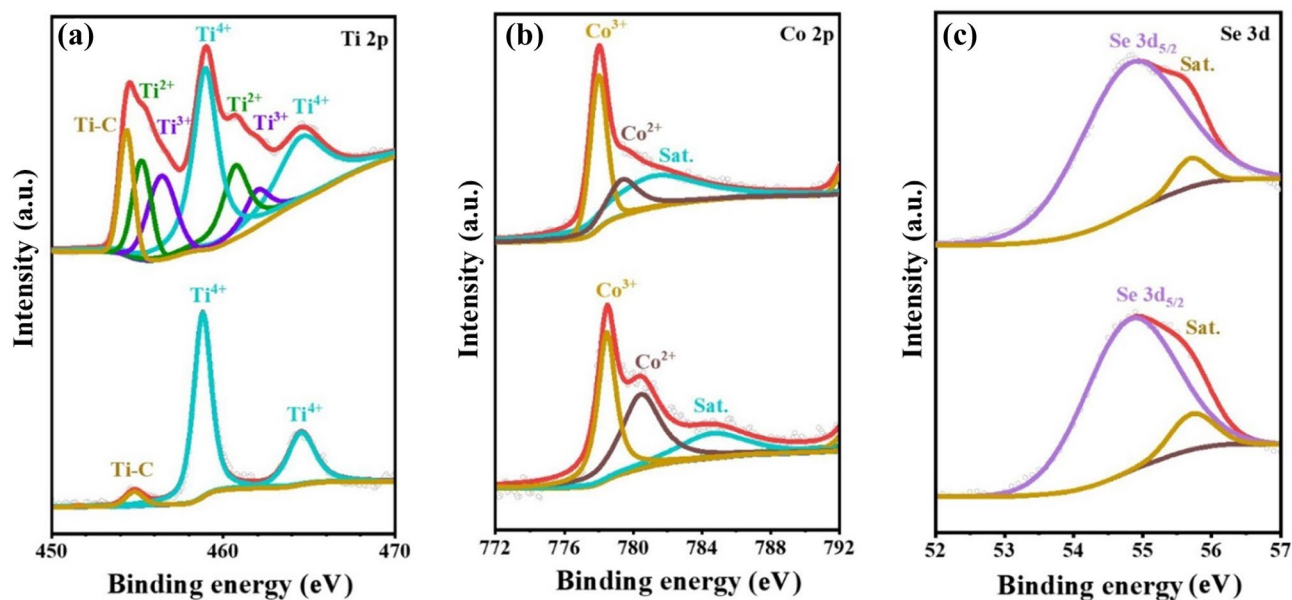 (a)
Ti 2p
Ti⁴⁺
Ti²⁺
Ti²⁺
Ti³⁺
Ti³⁺
Ti⁴⁺
Ti-C
Ti⁴⁺
Ti⁴⁺
Ti-C
Intensity (a.u.)
450 460 470
Binding energy (eV)
(b)
Co 2p
Co³⁺
Co²⁺
Sat.
Co³⁺
Co²⁺
Sat.
Intensity (a.u.)
772 776 780 784 788 792
Binding energy (eV)
(c)
Se 3d
Se 3d₅/₂
Sat.
Se 3d₅/₂
Sat.
Intensity (a.u.)
52 53 54 55 56 57
Binding energy (eV)